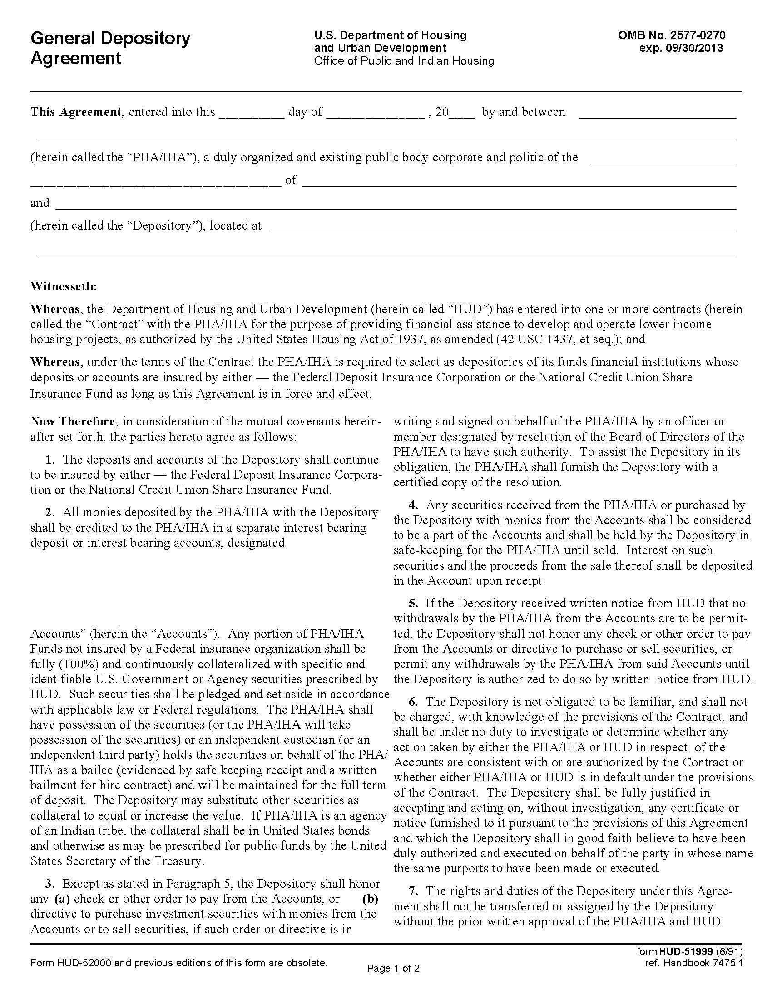 General Depository
Agreement
U.S. Department of Housing
and Urban Development
Office of Public and Indian Housing
OMB No. 2577-0270
exp. 09/30/2013
This Agreement, entered into this __________ day of _______________ , 20____ by and between
(herein called the “PHA/IHA”), a duly organized and existing public body corporate and politic of the
______________________________________ of
and
(herein called the “Depository”), located at
Witnesseth:
Whereas, the Department of Housing and Urban Development (herein called “HUD”) has entered into one or more contracts (herein
called the “Contract” with the PHA/IHA for the purpose of providing financial assistance to develop and operate lower income
housing projects, as authorized by the United States Housing Act of 1937, as amended (42 USC 1437, et seq.); and
Whereas, under the terms of the Contract the PHA/IHA is required to select as depositories of its funds financial institutions whose
deposits or accounts are insured by either — the Federal Deposit Insurance Corporation or the National Credit Union Share
Insurance Fund as long as this Agreement is in force and effect.
Now Therefore, in consideration of the mutual covenants herein-
after set forth, the parties hereto agree as follows:
1. The deposits and accounts of the Depository shall continue
to be insured by either — the Federal Deposit Insurance Corpora-
tion or the National Credit Union Share Insurance Fund.
2. All monies deposited by the PHA/IHA with the Depository
shall be credited to the PHA/IHA in a separate interest bearing
deposit or interest bearing accounts, designated
Accounts” (herein the “Accounts”). Any portion of PHA/IHA
Funds not insured by a Federal insurance organization shall be
fully (100%) and continuously collateralized with specific and
identifiable U.S. Government or Agency securities prescribed by
HUD. Such securities shall be pledged and set aside in accordance
with applicable law or Federal regulations. The PHA/IHA shall
have possession of the securities (or the PHA/IHA will take
possession of the securities) or an independent custodian (or an
independent third party) holds the securities on behalf of the PHA/
IHA as a bailee (evidenced by safe keeping receipt and a written
bailment for hire contract) and will be maintained for the full term
of deposit. The Depository may substitute other securities as
collateral to equal or increase the value. If PHA/IHA is an agency
of an Indian tribe, the collateral shall be in United States bonds
and otherwise as may be prescribed for public funds by the United
States Secretary of the Treasury.
3. Except as stated in Paragraph 5, the Depository shall honor
any (a) check or other order to pay from the Accounts, or (b)
directive to purchase investment securities with monies from the
Accounts or to sell securities, if such order or directive is in
writing and signed on behalf of the PHA/IHA by an officer or
member designated by resolution of the Board of Directors of the
PHA/IHA to have such authority. To assist the Depository in its
obligation, the PHA/IHA shall furnish the Depository with a
certified copy of the resolution.
4. Any securities received from the PHA/IHA or purchased by
the Depository with monies from the Accounts shall be considered
to be a part of the Accounts and shall be held by the Depository in
safe-keeping for the PHA/IHA until sold. Interest on such
securities and the proceeds from the sale thereof shall be deposited
in the Account upon receipt.
5. If the Depository received written notice from HUD that no
withdrawals by the PHA/IHA from the Accounts are to be permit-
ted, the Depository shall not honor any check or other order to pay
from the Accounts or directive to purchase or sell securities, or
permit any withdrawals by the PHA/IHA from said Accounts until
the Depository is authorized to do so by written notice from HUD.
6. The Depository is not obligated to be familiar, and shall not
be charged, with knowledge of the provisions of the Contract, and
shall be under no duty to investigate or determine whether any
action taken by either the PHA/IHA or HUD in respect of the
Accounts are consistent with or are authorized by the Contract or
whether either PHA/IHA or HUD is in default under the provisions
of the Contract. The Depository shall be fully justified in
accepting and acting on, without investigation, any certificate or
notice furnished to it pursuant to the provisions of this Agreement
and which the Depository shall in good faith believe to have been
duly authorized and executed on behalf of the party in whose name
the same purports to have been made or executed.
7. The rights and duties of the Depository under this Agree-
ment shall not be transferred or assigned by the Depository
without the prior written approval of the PHA/IHA and HUD.
Form HUD-52000 and previous editions of this form are obsolete.
Page 1 of 2
form HUD-51999 (6/91)
ref. Handbook 7475.1